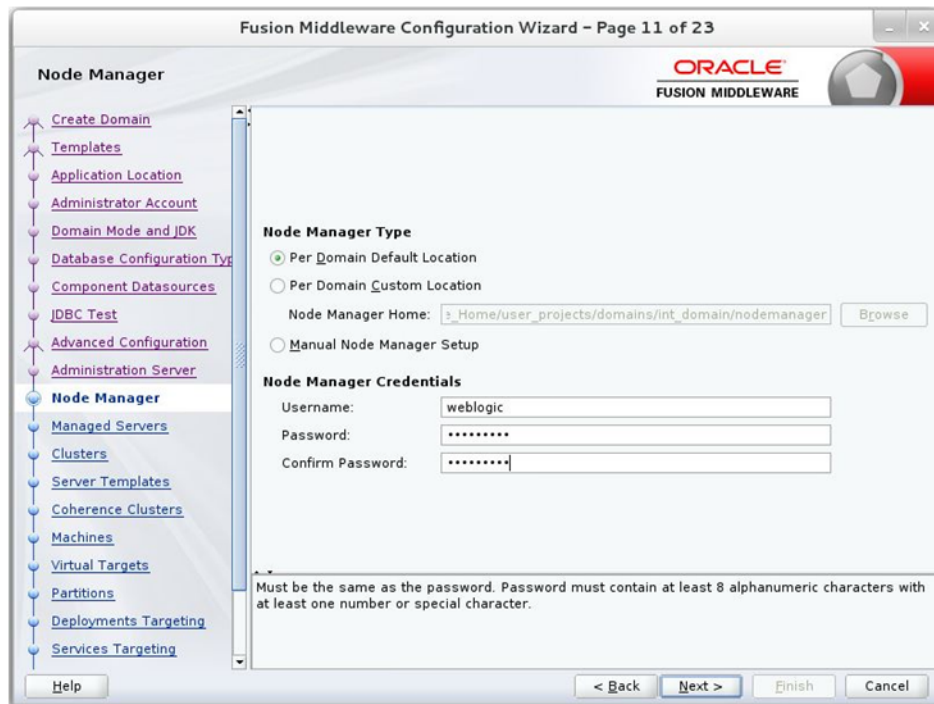 Fusion Middleware Configuration Wizard – Page 11 of 23
Node Manager
ORACLE
FUSION MIDDLEWARE
Create Domain
Templates
Application Location
Administrator Account
Domain Mode and JDK
Database Configuration Typ
Component Datasources
JDBC Test
Advanced Configuration
Administration Server
Node Manager
Managed Servers
Clusters
Server Templates
Coherence Clusters
Machines
Virtual Targets
Partitions
Deployments Targeting
Services Targeting
Node Manager Type
Per Domain Default Location
Per Domain Custom Location
Node Manager Home: e_Home/user_projects/domains/int_domain/nodemanager Browse
Manual Node Manager Setup
Node Manager Credentials
Username: weblogic
Password: •••••••••
Confirm Password: •••••••••
Must be the same as the password. Password must contain at least 8 alphanumeric characters with
at least one number or special character.
Help < Back Next > Finish Cancel